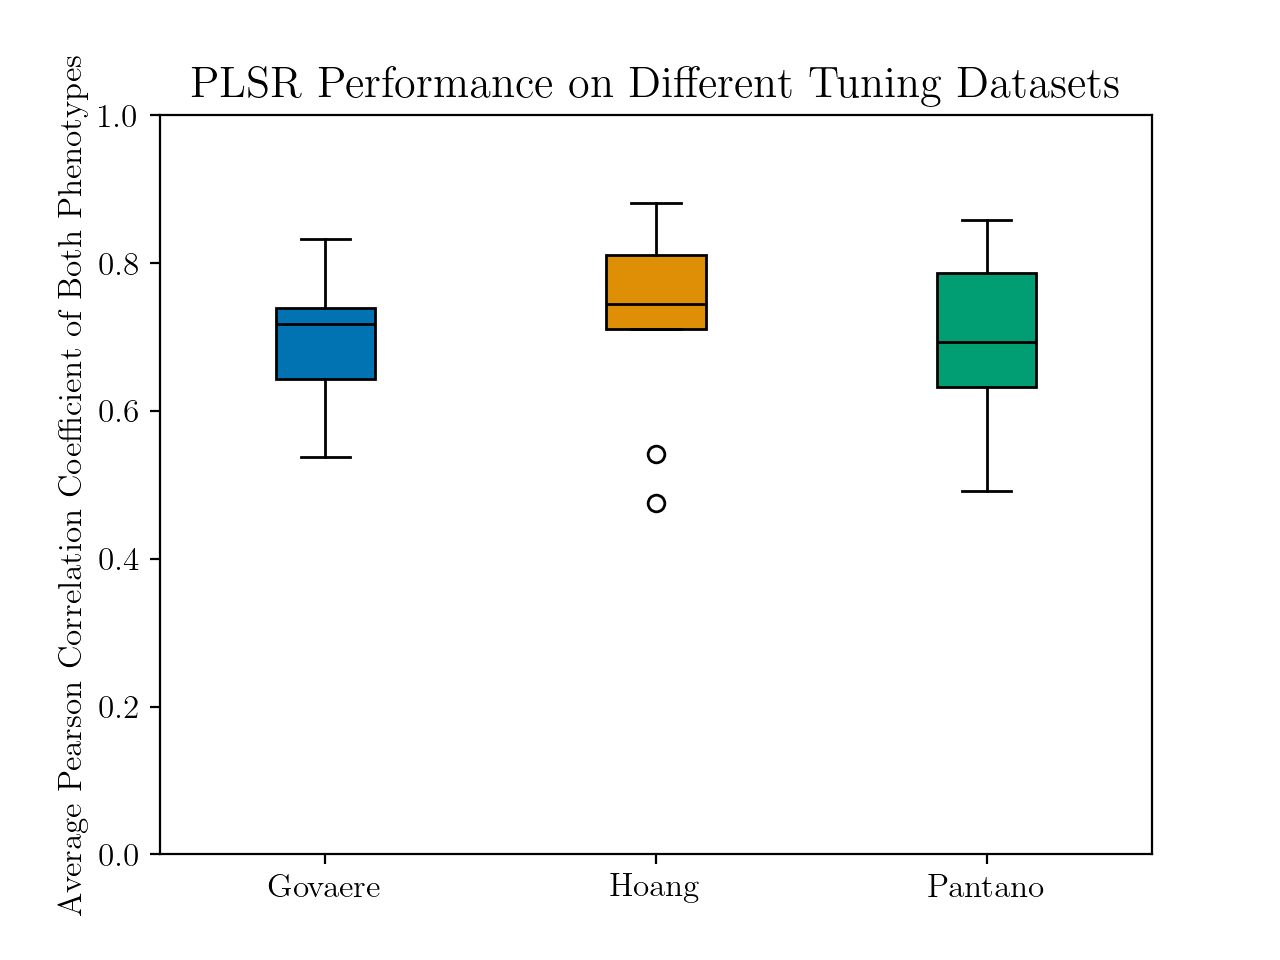 PLSR Performance on Different Tuning Datasets
Average Pearson Correlation Coefficient of Both Phenotypes
1.0
0.8
0.6
0.4
0.2
0.0
Govaere
Hoang
Pantano